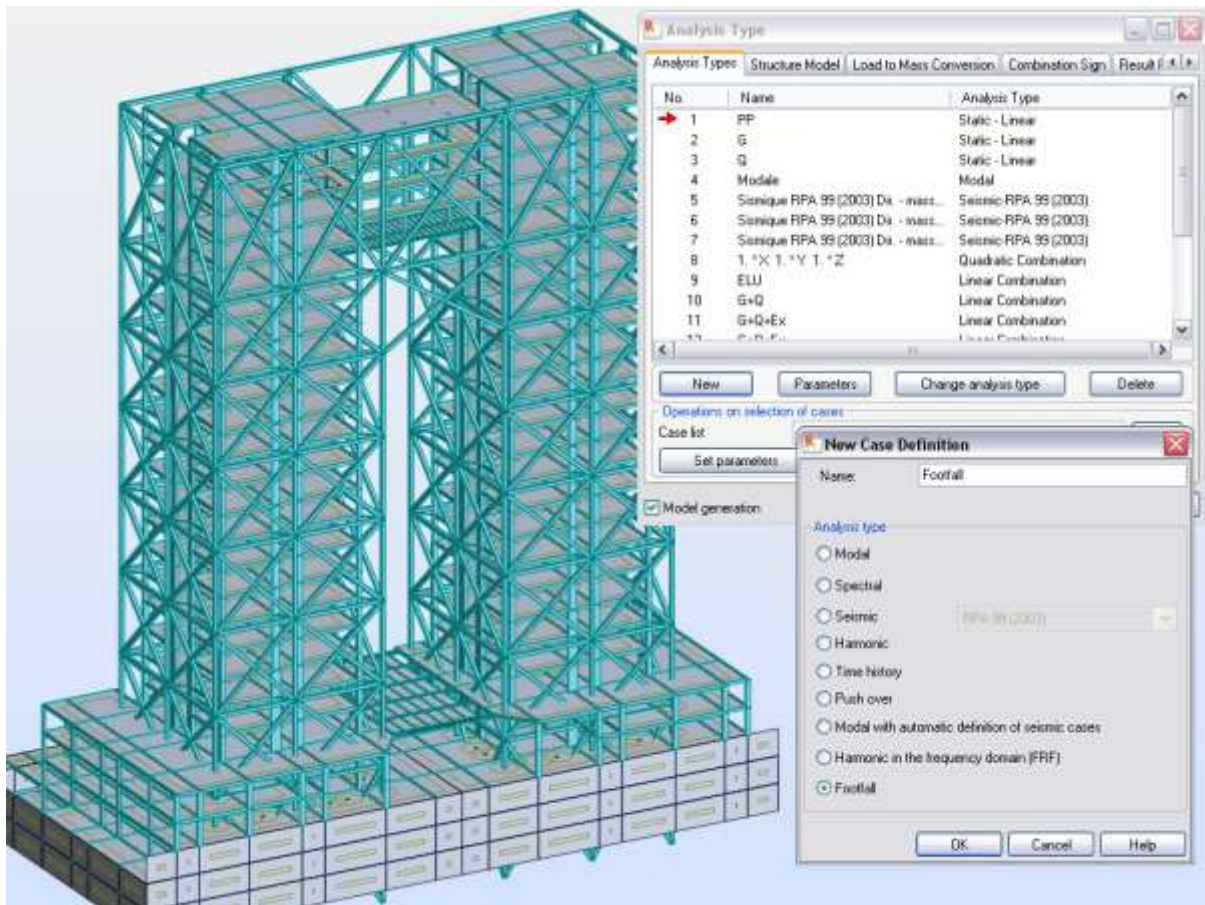 Analysis Type
Analysis Types Structure Model Load to Mass Conversion Combination Sign Result F
No. Name Analysis Type
1 PP Static - Linear
2 G Static - Linear
3 Q Static - Linear
4 Modale Modal
5 Sismique RPA 99 (2003) Dir. - mass... Seismic-RPA 99 (2003)
6 Sismique RPA 99 (2003) Dir. - mass... Seismic-RPA 99 (2003)
7 Sismique RPA 99 (2003) Dir. - mass... Seismic-RPA 99 (2003)
8 1. *X 1. *Y 1. *Z Quadratic Combination
9 ELU Linear Combination
10 G+Q Linear Combination
11 G+Q+Ex Linear Combination
New Parameters Change analysis type Delete
Operations on selection of cases
Case list
Set parameters
Model generation
New Case Definition
Name: Footfall
Analysis type
Modal
Spectral
Seismic RPA 99 (2003)
Harmonic
Time history
Push over
Modal with automatic definition of seismic cases
Harmonic in the frequency domain (FRF)
Footfall
OK Cancel Help